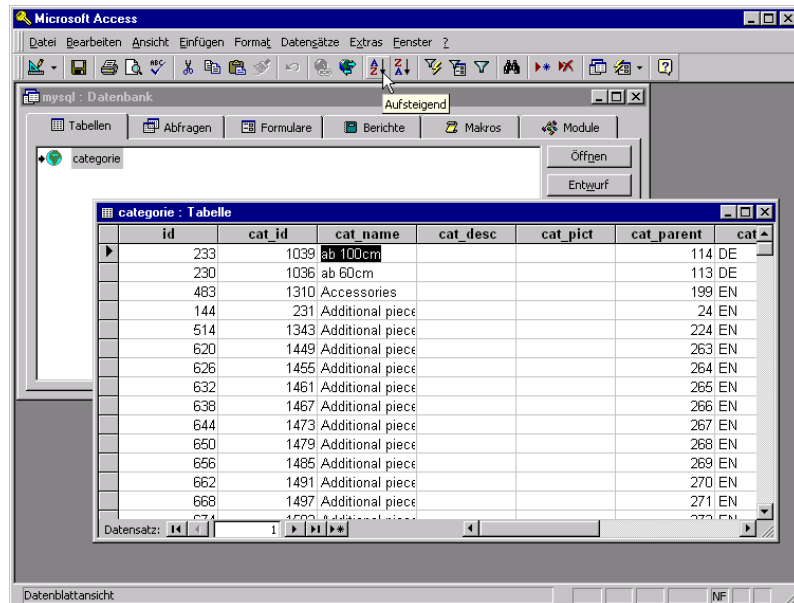 Microsoft Access
Datei Bearbeiten Ansicht Einfügen Format Datensätze Extras Fenster ?
Aufsteigend
mysql : Datenbank
Tabellen Abfragen Formulare Berichte Makros Module
categorie
Öffnen
Entwurf
categorie : Tabelle
id cat_id cat_name cat_desc cat_pict cat_parent cat
233 1039 ab 100cm 114 DE
230 1036 ab 60cm 113 DE
483 1310 Accessories 199 EN
144 231 Additional piece 24 EN
514 1343 Additional piece 224 EN
620 1449 Additional piece 263 EN
626 1455 Additional piece 264 EN
632 1461 Additional piece 265 EN
638 1467 Additional piece 266 EN
644 1473 Additional piece 267 EN
650 1479 Additional piece 268 EN
656 1485 Additional piece 269 EN
662 1491 Additional piece 270 EN
668 1497 Additional piece 271 EN
Datensatz: 1
Datenblattansicht NF